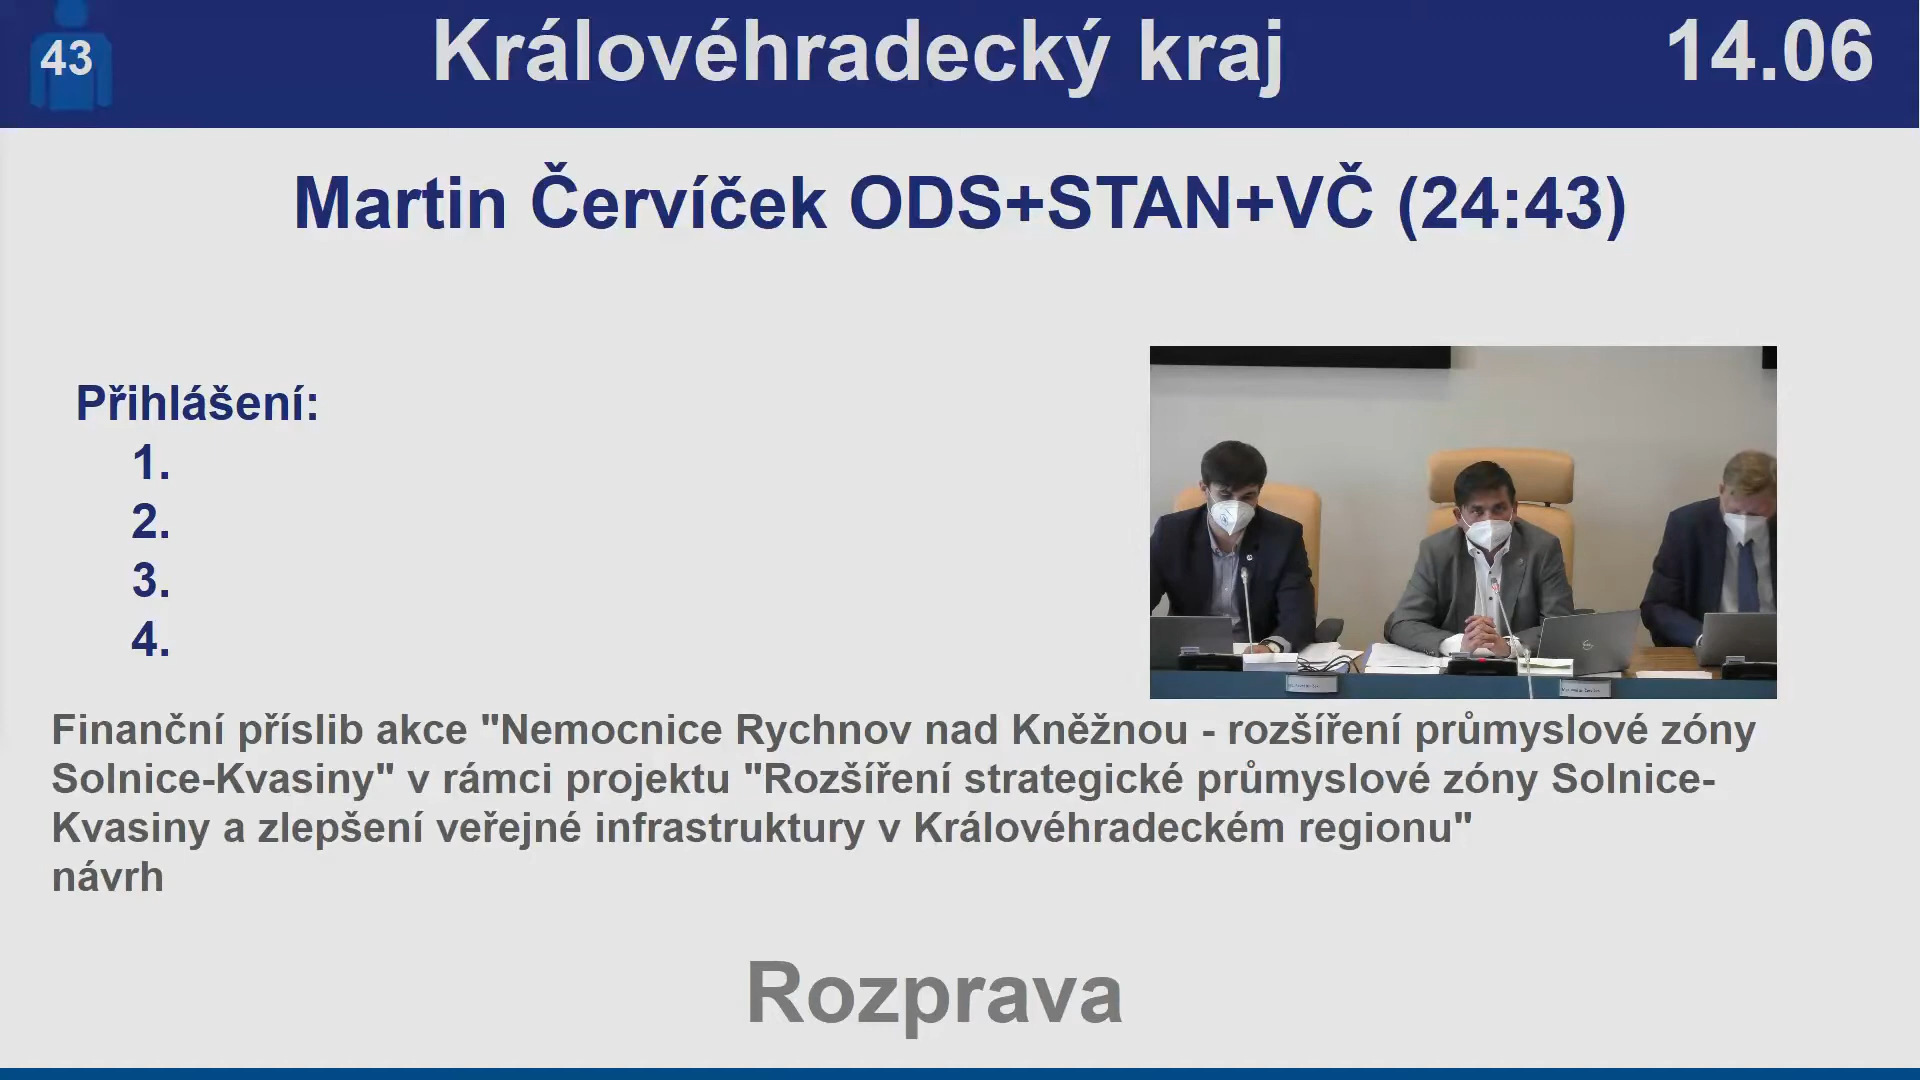 43
Královéhradecký kraj
14.06
Martin Červíček ODS+STAN+VČ (24:43)
Přihlášení:
1.
2.
3.
4.
Finanční příslib akce "Nemocnice Rychnov nad Kněžnou - rozšíření průmyslové zóny
Solnice-Kvasiny" v rámci projektu "Rozšíření strategické průmyslové zóny Solnice-
Kvasiny a zlepšení veřejné infrastruktury v Královéhradeckém regionu"
návrh
Rozprava